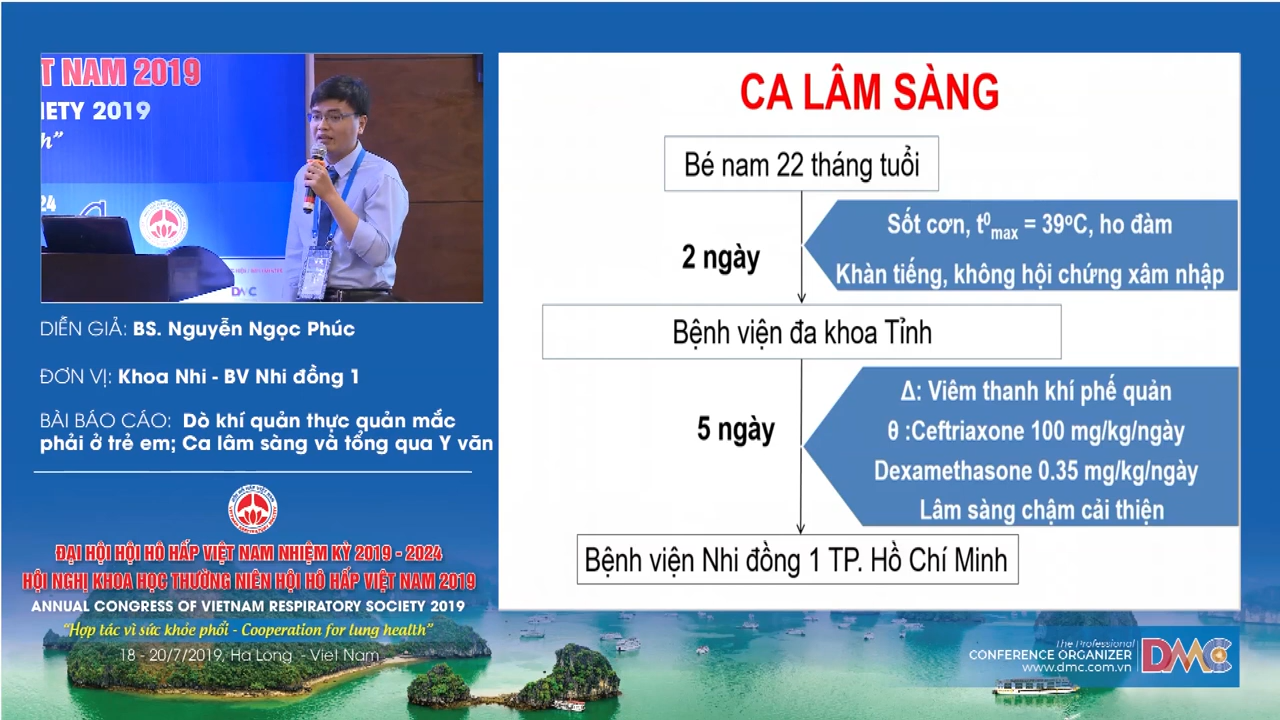 T NAM 2019
IETY 2019
h”
24
DMC
DIỄN GIẢ: BS. Nguyễn Ngọc Phúc
ĐƠN VỊ: Khoa Nhi - BV Nhi đồng 1
BÀI BÁO CÁO: Dò khí quản thực quản mắc
phải ở trẻ em; Ca lâm sàng và tổng qua Y văn
ĐẠI HỘI HỘI HÔ HẤP VIỆT NAM NHIỆM KỲ 2019 - 2024
HỘI NGHỊ KHOA HỌC THƯỜNG NIÊN HỘI HÔ HẤP VIỆT NAM 2019
ANNUAL CONGRESS OF VIETNAM RESPIRATORY SOCIETY 2019
“Hợp tác vì sức khỏe phổi - Cooperation for lung health”
18 - 20/7/2019, Ha Long - Viet Nam
CA LÂM SÀNG
Bé nam 22 tháng tuổi
2 ngày
Sốt cơn, t⁰max = 39ºC, ho đàm
Khàn tiếng, không hội chứng xâm nhập
Bệnh viện đa khoa Tỉnh
5 ngày
Δ: Viêm thanh khí phế quản
θ :Ceftriaxone 100 mg/kg/ngày
Dexamethasone 0.35 mg/kg/ngày
Lâm sàng chậm cải thiện
Bệnh viện Nhi đồng 1 TP. Hồ Chí Minh
The Professional
CONFERENCE ORGANIZER
www.dmc.com.vn
DMC